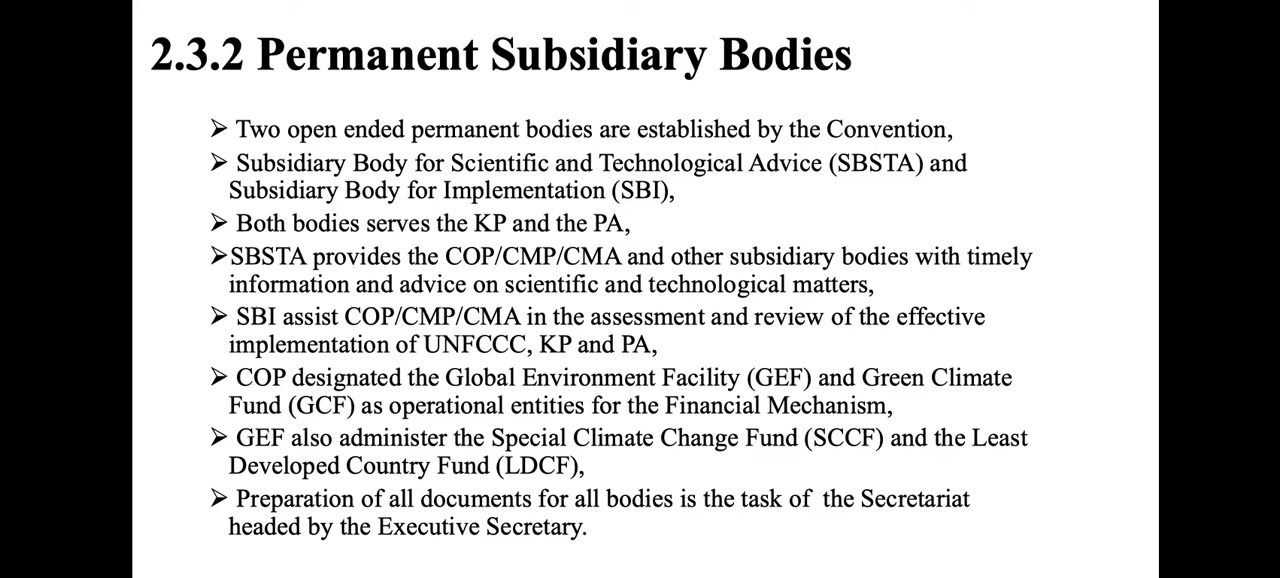 2.3.2 Permanent Subsidiary Bodies
➢ Two open ended permanent bodies are established by the Convention,
➢ Subsidiary Body for Scientific and Technological Advice (SBSTA) and
Subsidiary Body for Implementation (SBI),
➢ Both bodies serves the KP and the PA,
➢SBSTA provides the COP/CMP/CMA and other subsidiary bodies with timely
information and advice on scientific and technological matters,
➢ SBI assist COP/CMP/CMA in the assessment and review of the effective
implementation of UNFCCC, KP and PA,
➢ COP designated the Global Environment Facility (GEF) and Green Climate
Fund (GCF) as operational entities for the Financial Mechanism,
➢ GEF also administer the Special Climate Change Fund (SCCF) and the Least
Developed Country Fund (LDCF),
➢ Preparation of all documents for all bodies is the task of the Secretariat
headed by the Executive Secretary.